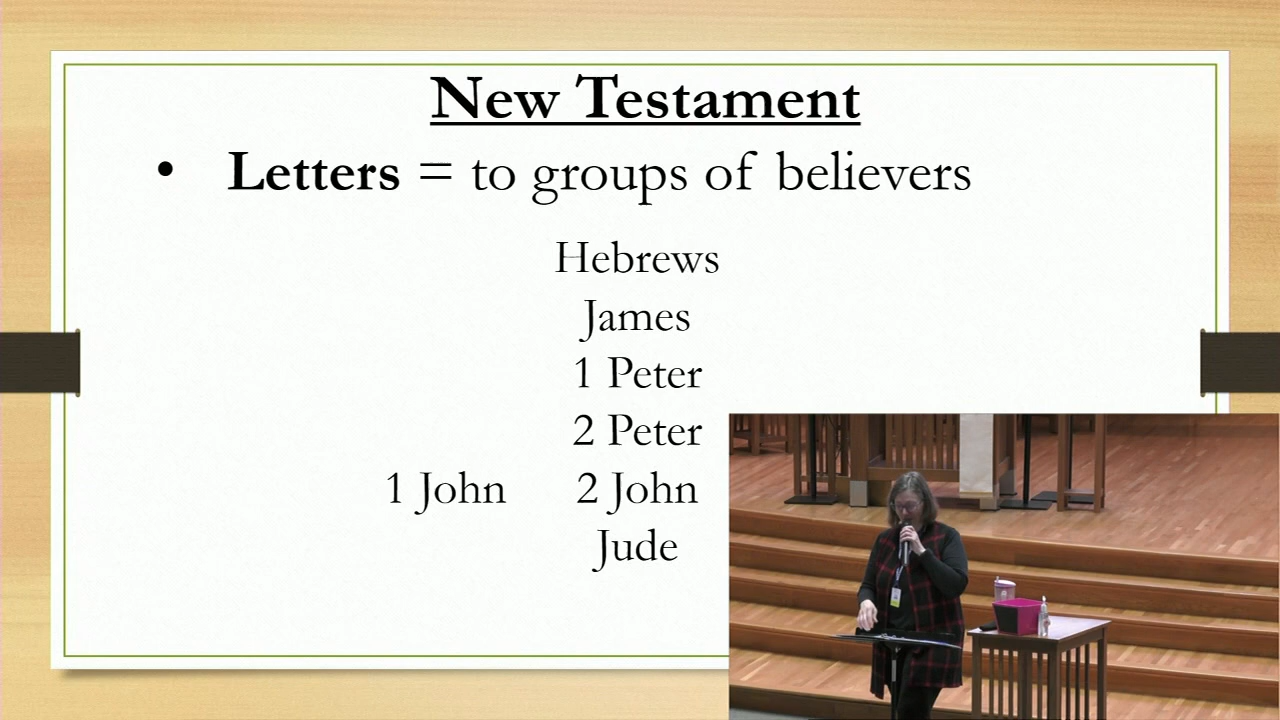 New Testament
• Letters = to groups of believers
Hebrews
James
1 Peter
2 Peter
1 John 2 John
Jude